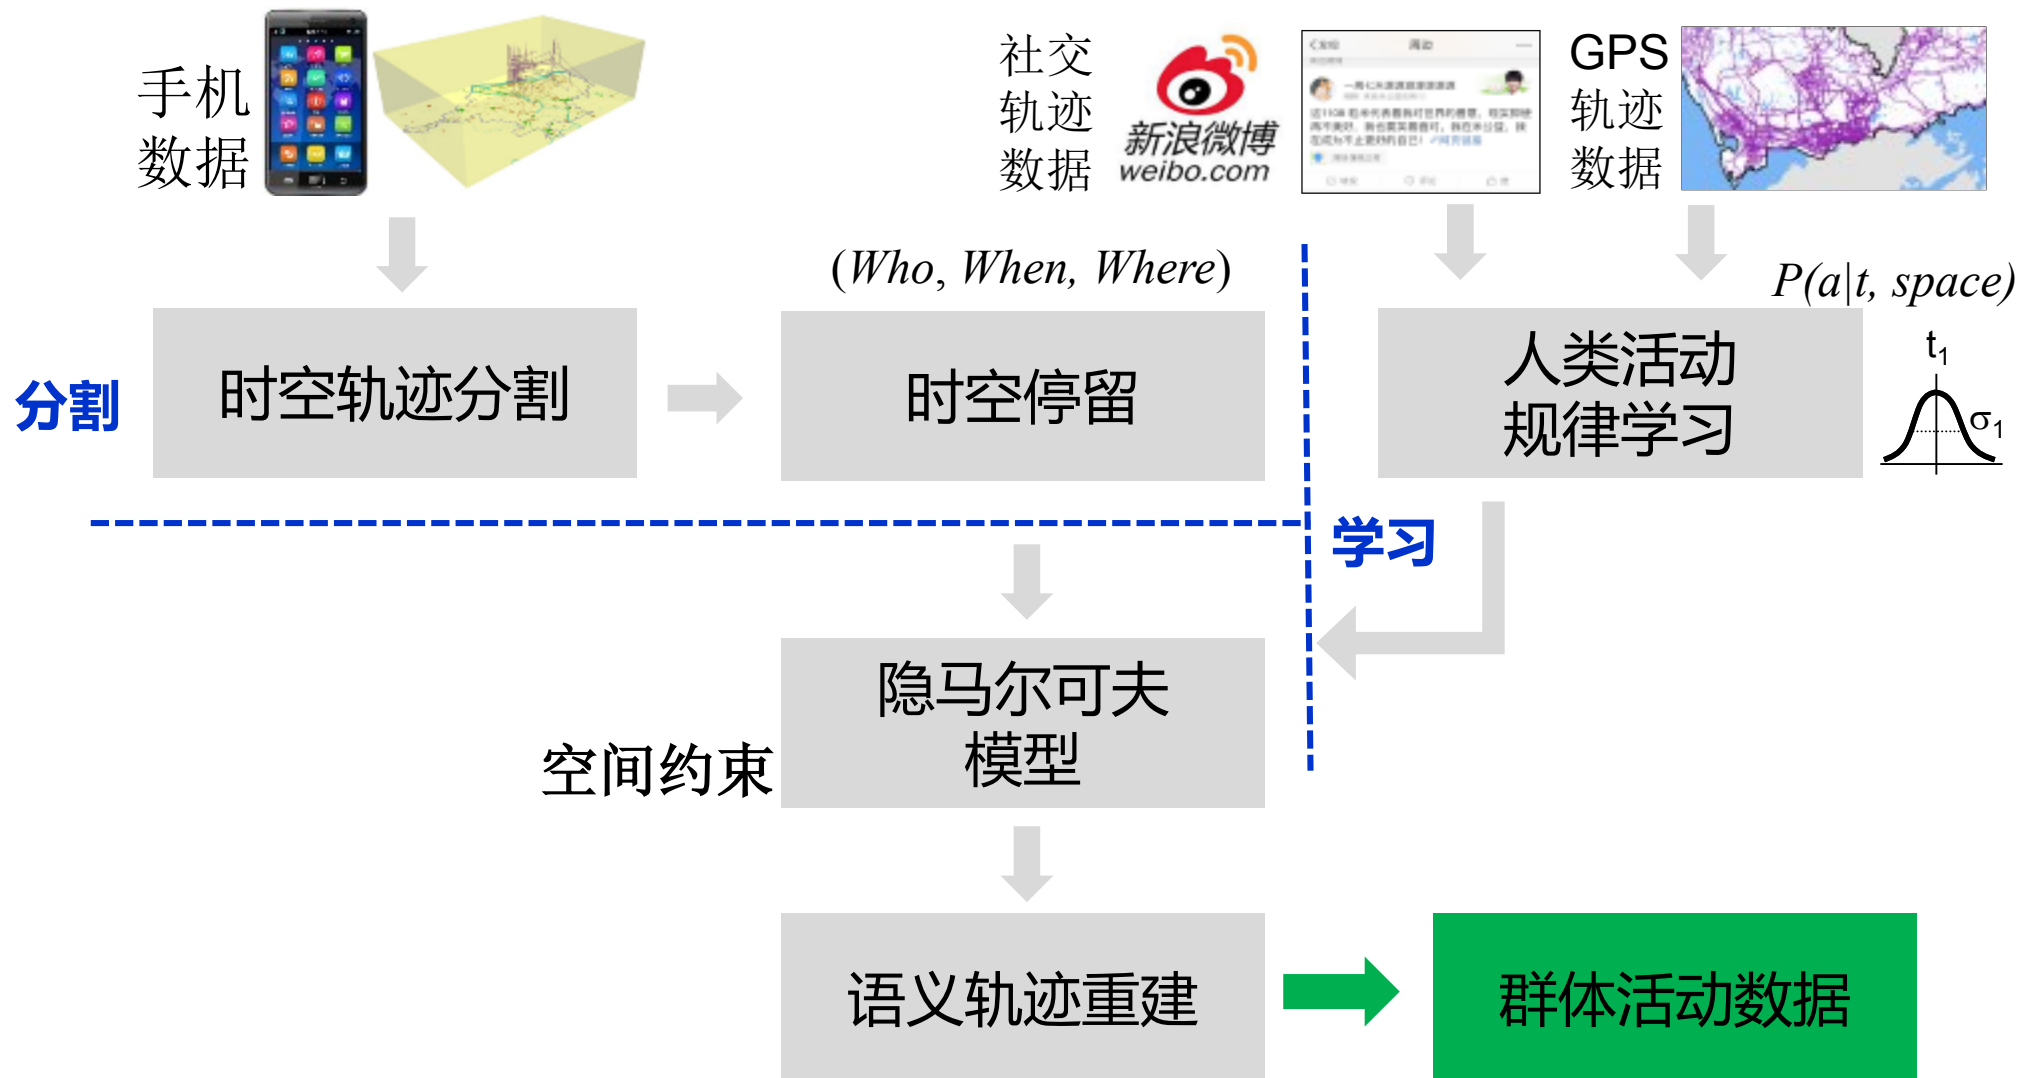 手机
数据
社交
轨迹
数据
新浪微博
weibo.com
GPS
轨迹
数据
(Who, When, Where)
P(a|t, space)
分割
时空轨迹分割
时空停留
人类活动
规律学习
t1
σ1
学习
隐马尔可夫
模型
空间约束
语义轨迹重建
群体活动数据